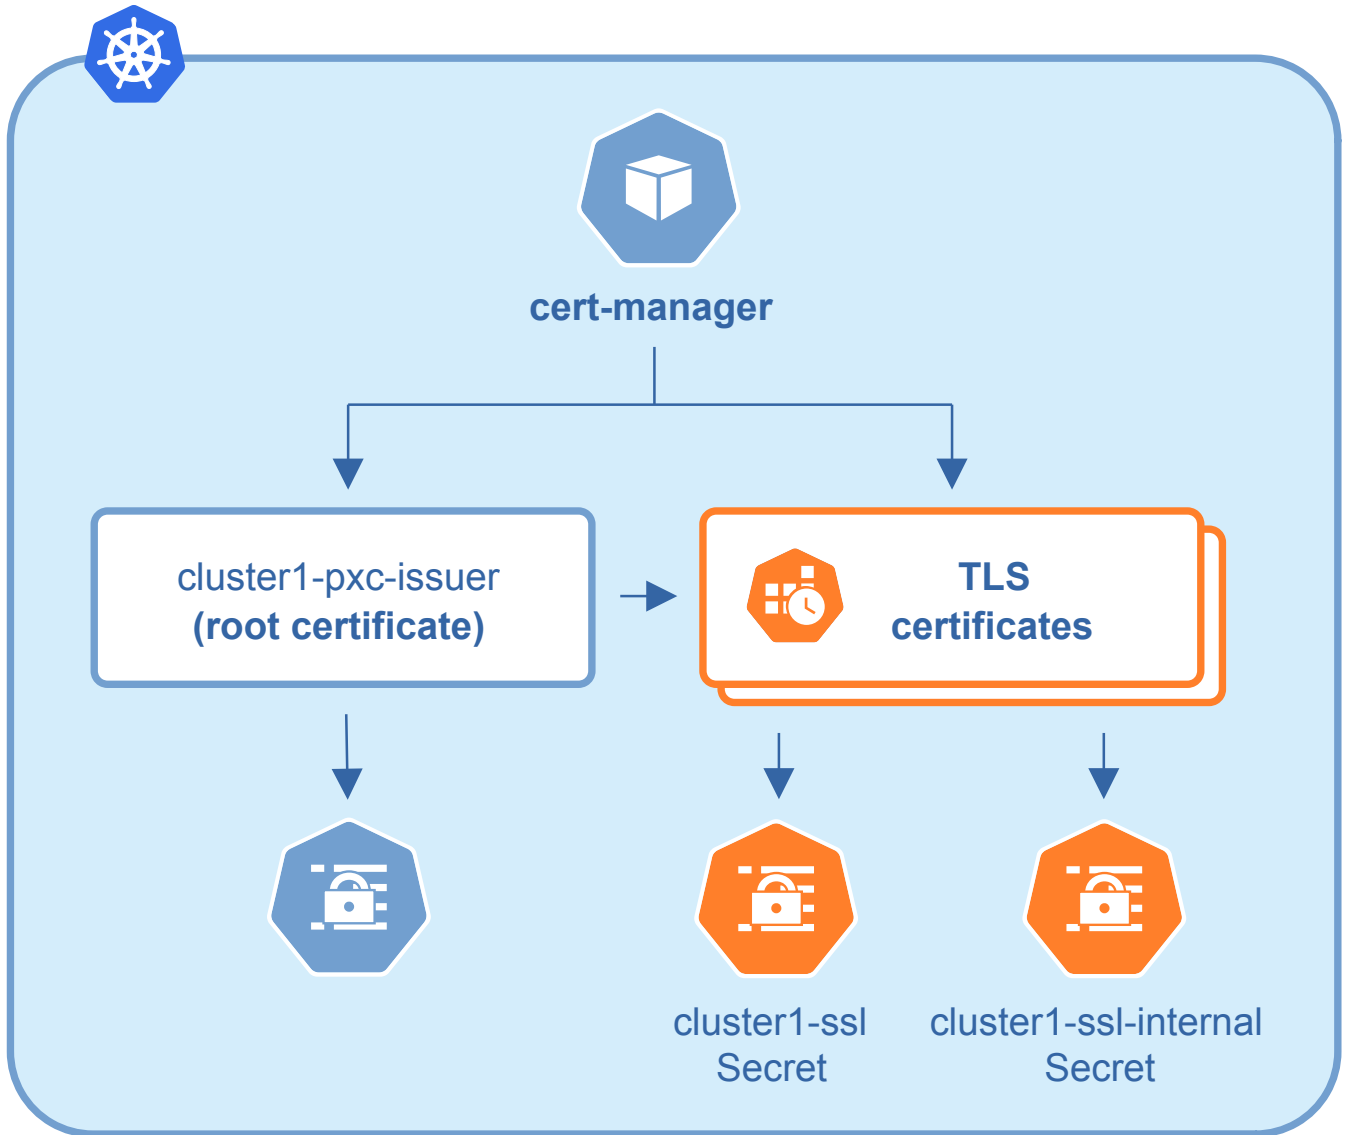 cert-manager
cluster1-pxc-issuer
(root certificate)
TLS
certificates
cluster1-ssl
Secret
cluster1-ssl-internal
Secret